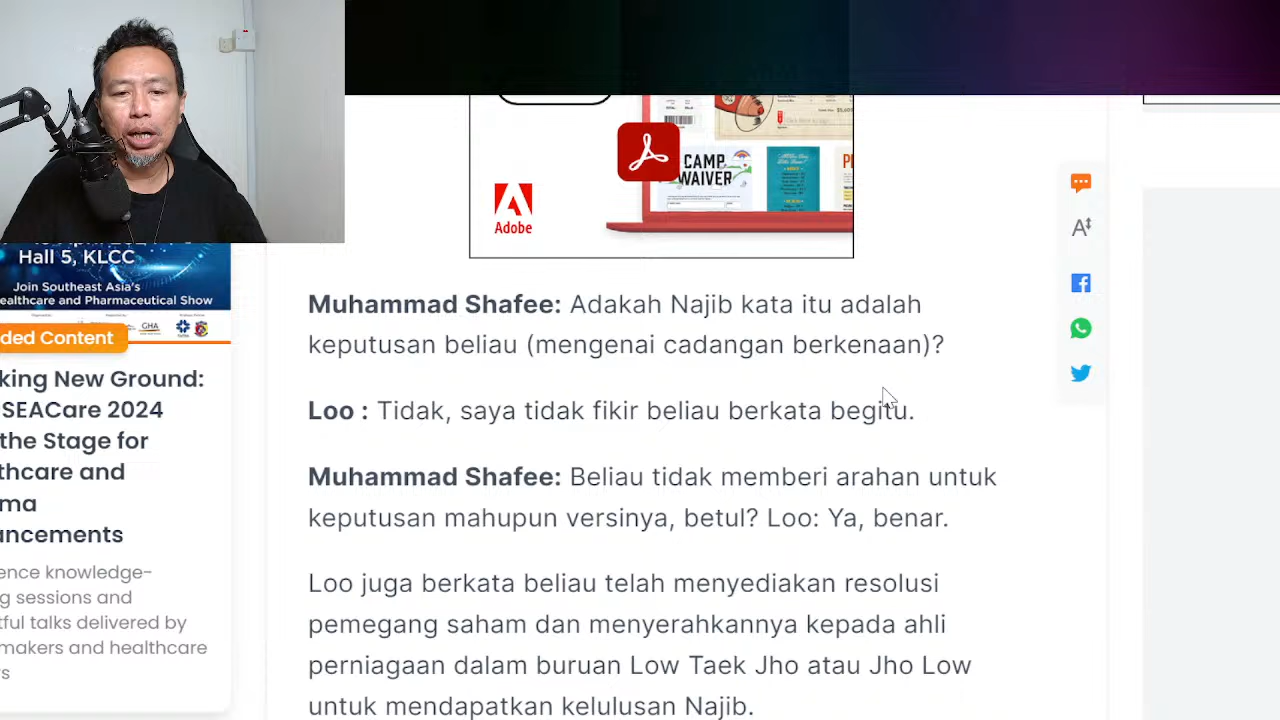 CAMP
WAIVER
Adobe
Hall 5, KLCC
Join Southeast Asia's
ealthcare and Pharmaceutical Show
GHA
ded Content
king New Ground:
SEACare 2024
the Stage for
thcare and
ma
ancements
ence knowledge-
g sessions and
tful talks delivered by
makers and healthcare
s
Muhammad Shafee: Adakah Najib kata itu adalah
keputusan beliau (mengenai cadangan berkenaan)?
Loo : Tidak, saya tidak fikir beliau berkata begitu.
Muhammad Shafee: Beliau tidak memberi arahan untuk
keputusan mahupun versinya, betul? Loo: Ya, benar.
Loo juga berkata beliau telah menyediakan resolusi
pemegang saham dan menyerahkannya kepada ahli
perniagaan dalam buruan Low Taek Jho atau Jho Low
untuk mendapatkan kelulusan Najib.